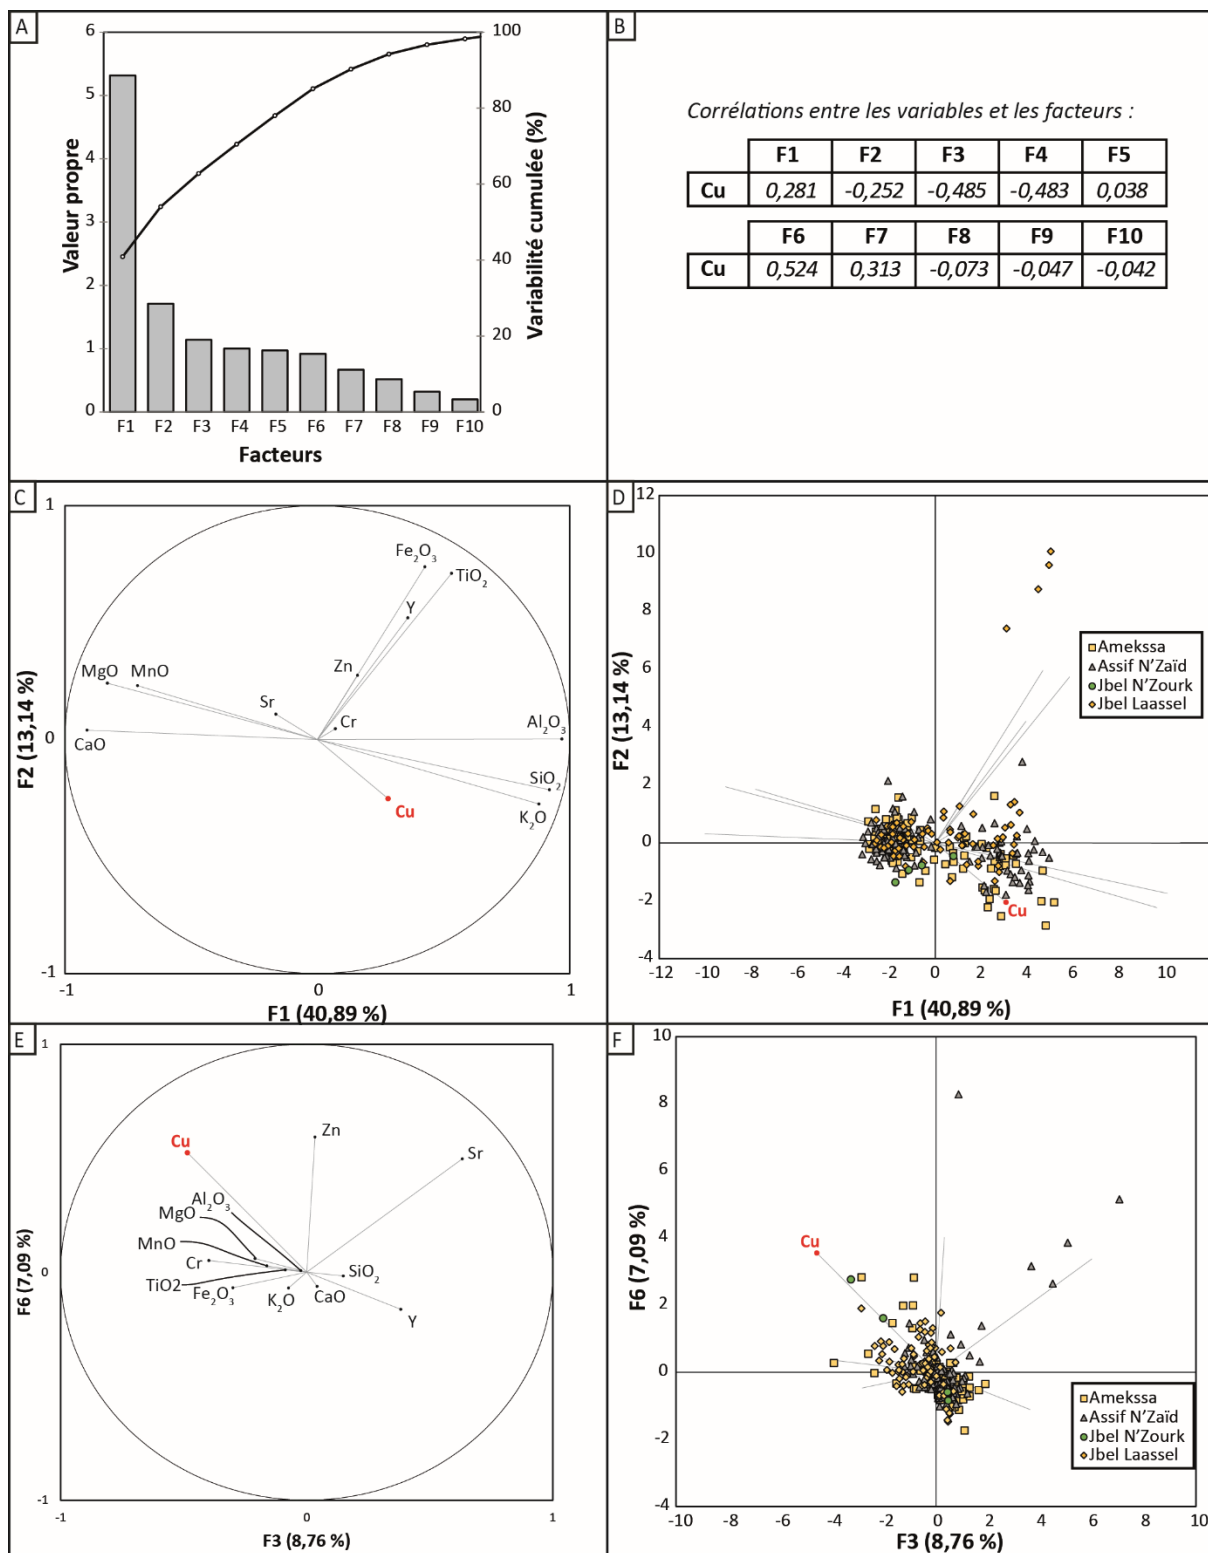 A
6
5
4
3
2
1
0
100
80
60
40
20
0
Valeur propre
Variabilité cumulée (%)
F1 F2 F3 F4 F5 F6 F7 F8 F9 F10
Facteurs
B
Corrélations entre les variables et les facteurs :
F1 F2 F3 F4 F5
Cu 0,281 -0,252 -0,485 -0,483 0,038
F6 F7 F8 F9 F10
Cu 0,524 0,313 -0,073 -0,047 -0,042
C
1
0
-1
F2 (13,14 %)
Fe2O3
TiO2
Y
Zn
MgO MnO
Sr
Cr
Al2O3
CaO
SiO2
Cu
K2O
-1 0 1
F1 (40,89 %)
D
12
10
8
6
4
2
0
-2
-4
F2 (13,14 %)
Amekssa
Assif N'Zaïd
Jbel N'Zourk
Jbel Laassel
Cu
-12 -10 -8 -6 -4 -2 0 2 4 6 8 10
F1 (40,89 %)
E
1
0
-1
F6 (7,09 %)
Cu
Zn
Sr
Al2O3
MgO
MnO
Cr
TiO2
Fe2O3
K2O
CaO
SiO2
Y
-1 0 1
F3 (8,76 %)
F
10
8
6
4
2
0
-2
-4
F6 (7,09 %)
Cu
Amekssa
Assif N'Zaïd
Jbel N'Zourk
Jbel Laassel
-10 -8 -6 -4 -2 0 2 4 6 8 10
F3 (8,76 %)